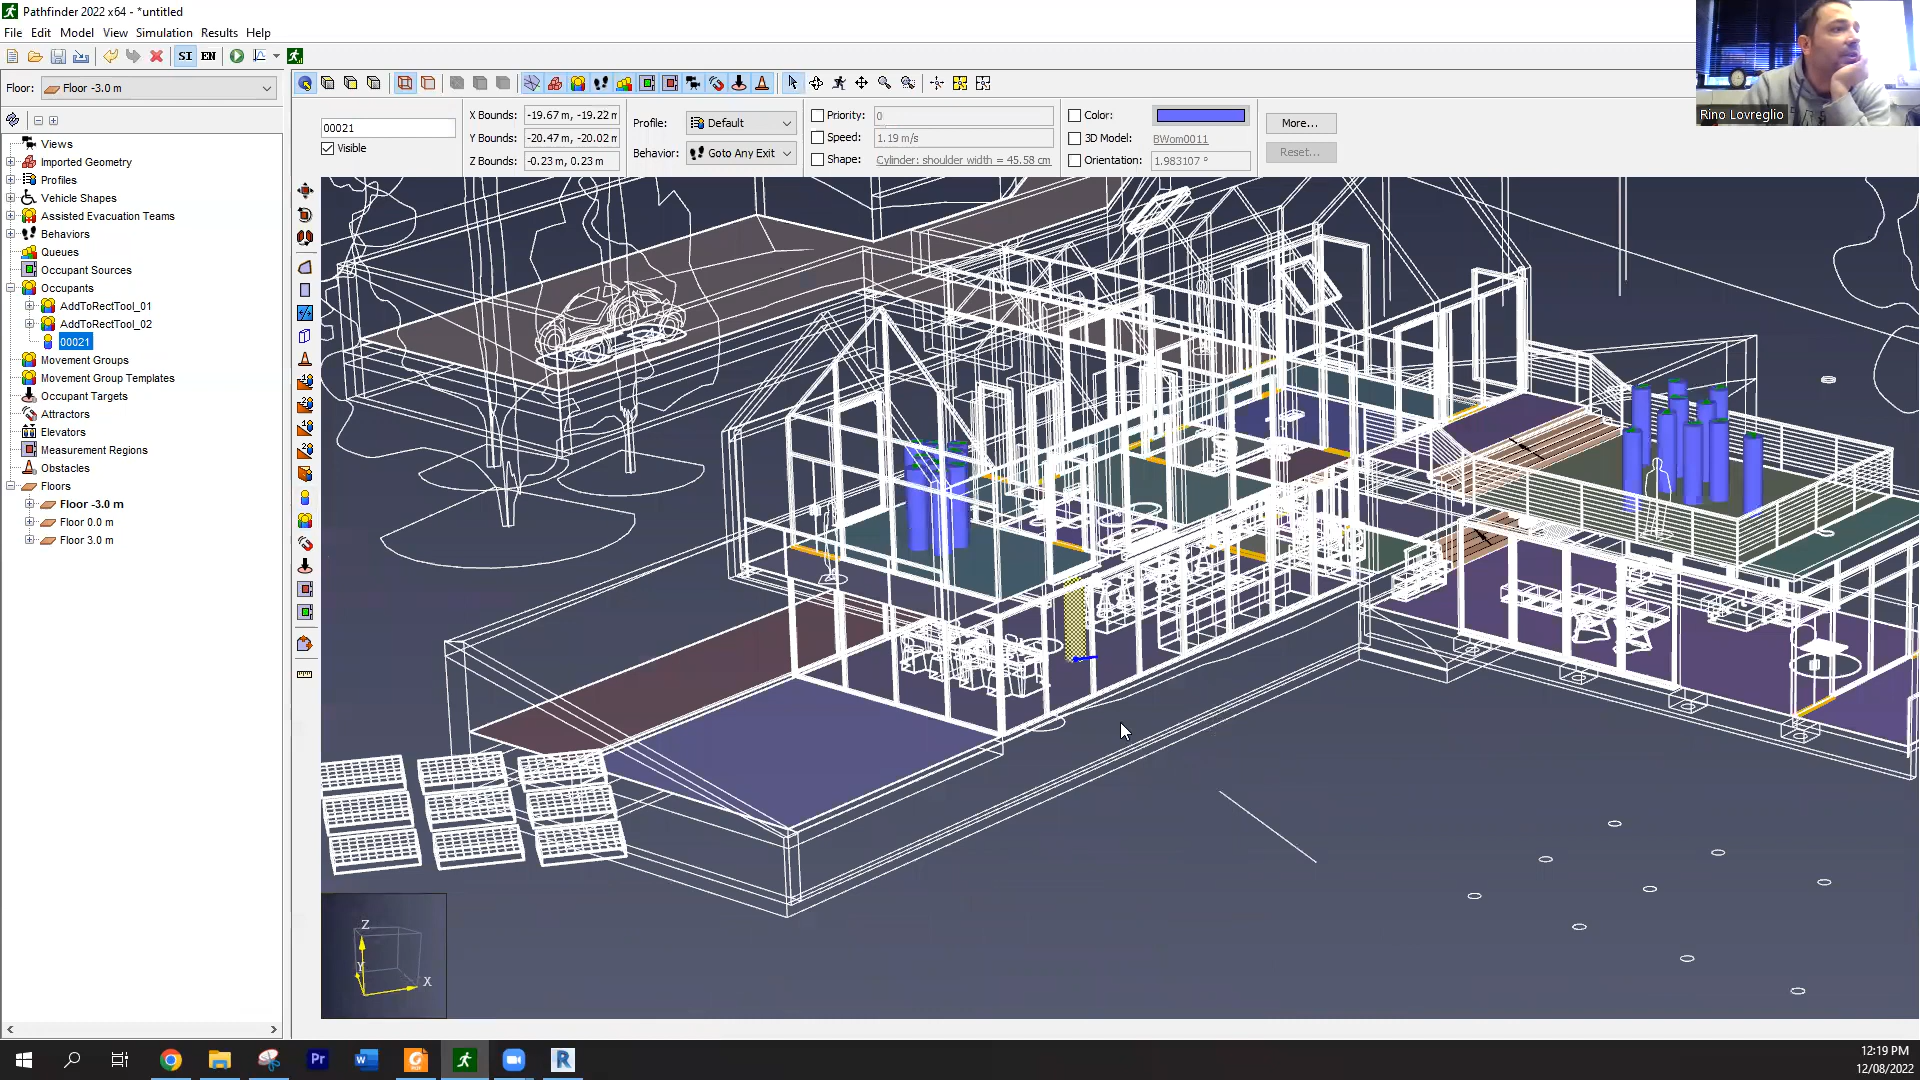 Pathfinder 2022 x64 - *untitled
File Edit Model View Simulation Results Help
SI EN
Floor: Floor -3.0 m
00021
Visible
X Bounds: -19.67 m, -19.22 m
Y Bounds: -20.47 m, -20.02 m
Z Bounds: -0.23 m, 0.23 m
Profile: Default
Behavior: Goto Any Exit
Priority: 0
Speed: 1.19 m/s
Shape: Cylinder: shoulder width = 45.58 cm
Color:
3D Model: BWom0011
Orientation: 1.983107 °
More...
Reset...
Rino Lovreglio
Views
Imported Geometry
Profiles
Vehicle Shapes
Assisted Evacuation Teams
Behaviors
Queues
Occupant Sources
Occupants
AddToRectTool_01
AddToRectTool_02
00021
Movement Groups
Movement Group Templates
Occupant Targets
Attractors
Elevators
Measurement Regions
Obstacles
Floors
Floor -3.0 m
Floor 0.0 m
Floor 3.0 m
Z
Y
X
Pr
W
R
12:19 PM
12/08/2022